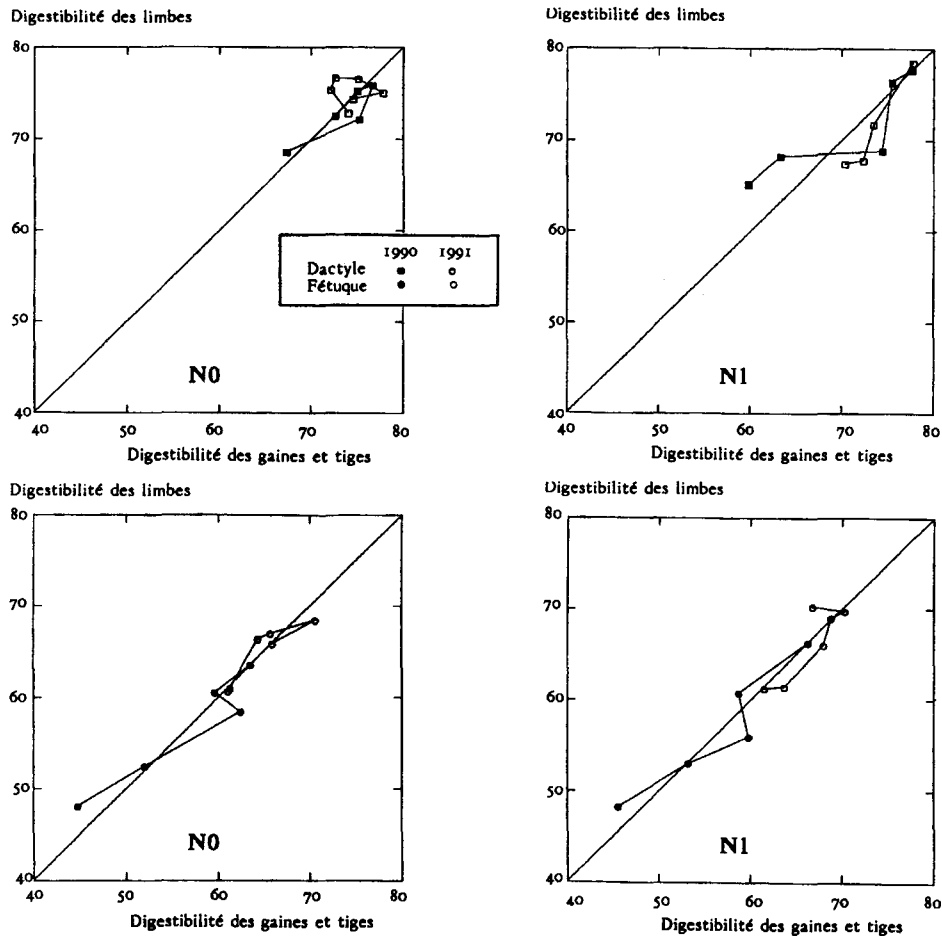 Digestibilité des limbes
80
70
60
50
40
40 50 60 70 80
N0
Digestibilité des gaines et tiges
Digestibilité des limbes
80
70
60
50
40
40 50 60 70 80
N1
Digestibilité des gaines et tiges
1990 1991
Dactyle
Fétuque
Digestibilité des limbes
80
70
60
50
40
40 50 60 70 80
N0
Digestibilité des gaines et tiges
Digestibilité des limbes
80
70
60
50
40
40 50 60 70 80
N1
Digestibilité des gaines et tiges